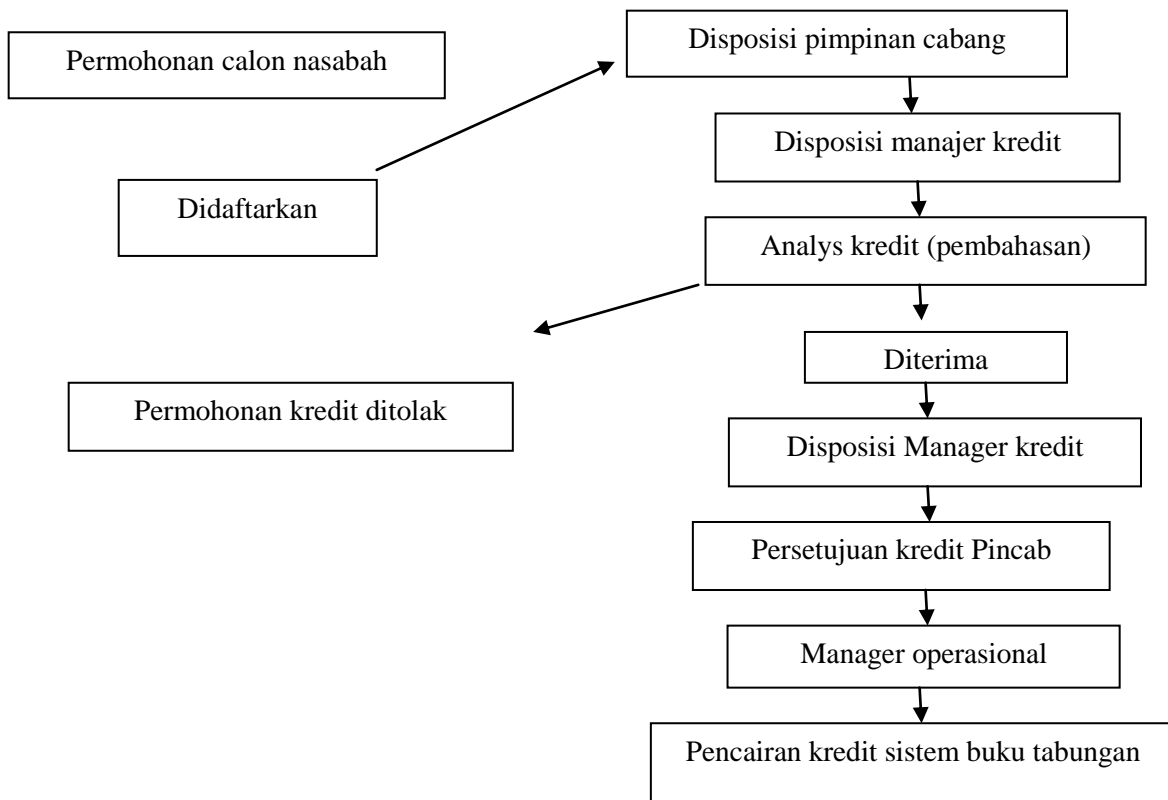 Permohonan calon nasabah
Didaftarkan
Disposisi pimpinan cabang
Disposisi manajer kredit
Analys kredit (pembahasan)
Permohonan kredit ditolak
Diterima
Disposisi Manager kredit
Persetujuan kredit Pincab
Manager operasional
Pencairan kredit sistem buku tabungan